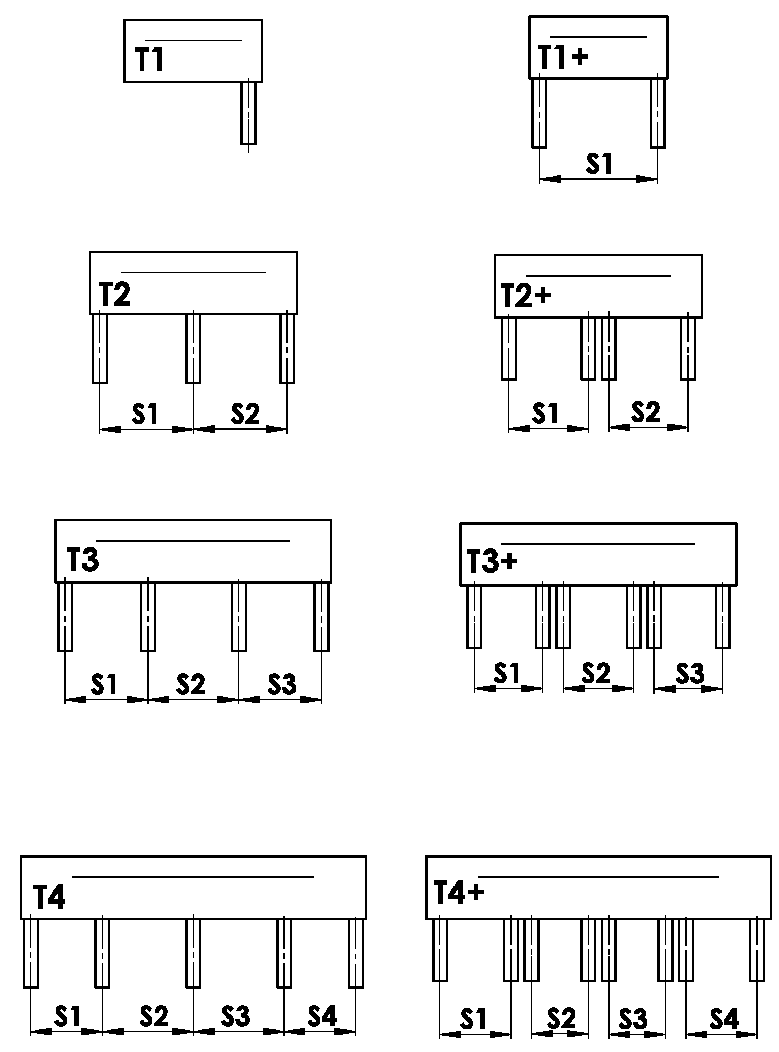 T1 T1+
S1
T2 T2+
S1 S2 S1 S2
T3 T3+
S1 S2 S3 S1 S2 S3
T4 T4+
S1 S2 S3 S4 S1 S2 S3 S4